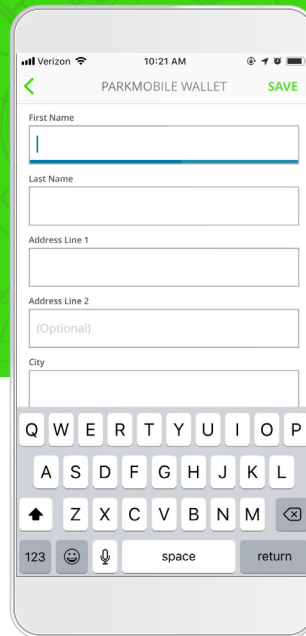 Verizon 10:21 AM
PARKMOBILE WALLET SAVE
First Name
Last Name
Address Line 1
Address Line 2
(Optional)
City
Q W E R T Y U I O P
A S D F G H J K L
Z X C V B N M
123 space return